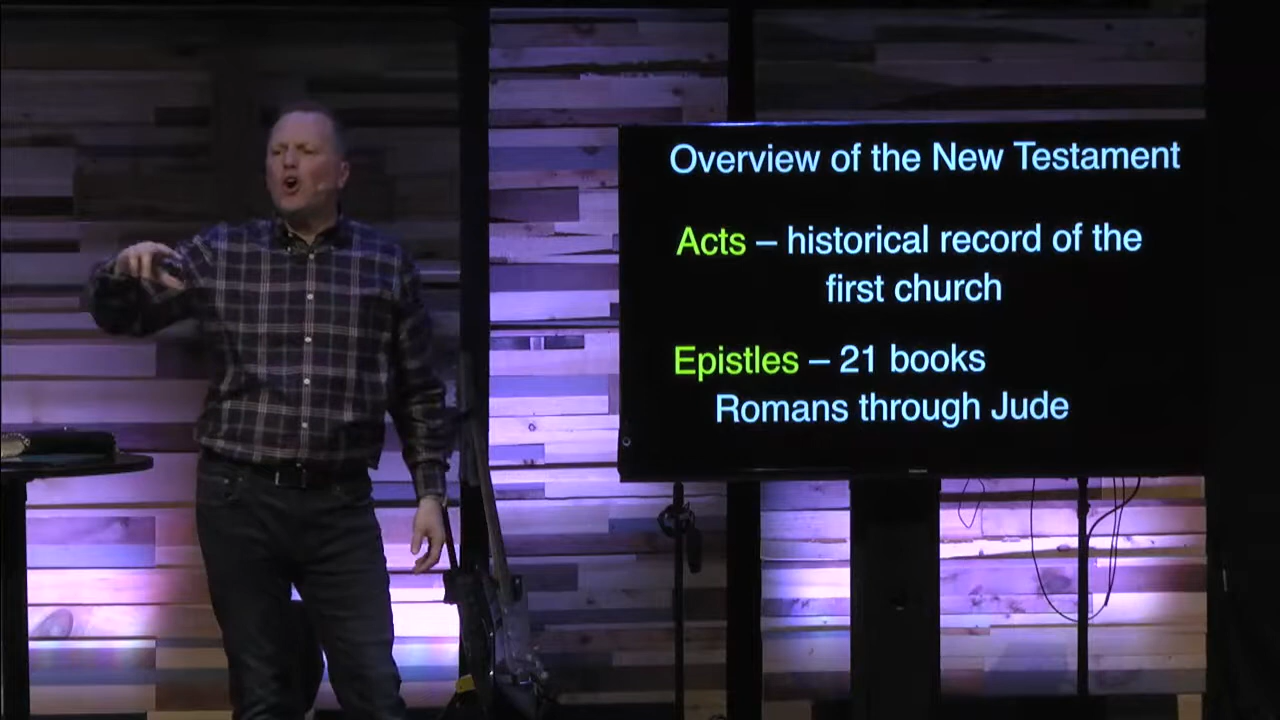 Overview of the New Testament
Acts – historical record of the
first church
Epistles – 21 books
Romans through Jude